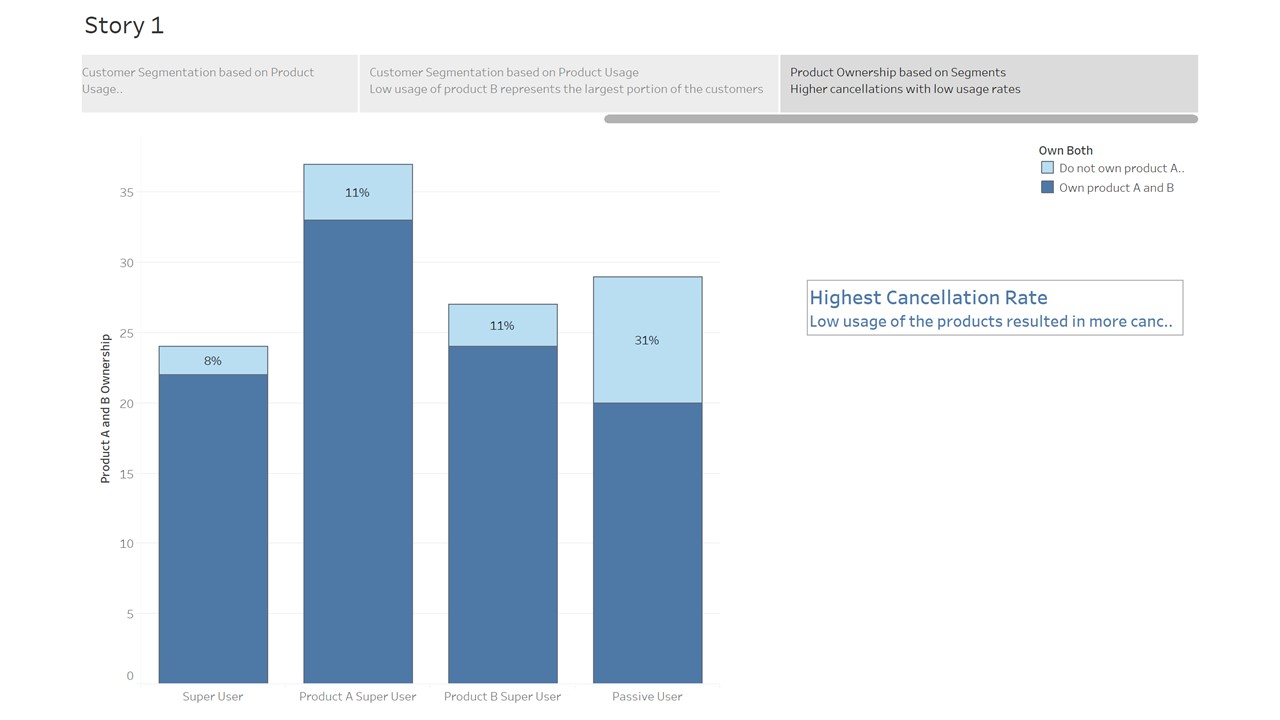 Story 1
Customer Segmentation based on Product
Usage..
Customer Segmentation based on Product Usage
Low usage of product B represents the largest portion of the customers
Product Ownership based on Segments
Higher cancellations with low usage rates
Own Both
Do not own product A..
Own product A and B
Highest Cancellation Rate
Low usage of the products resulted in more canc..
Product A and B Ownership
35
30
25
20
15
10
5
0
8%
11%
11%
31%
Super User
Product A Super User
Product B Super User
Passive User